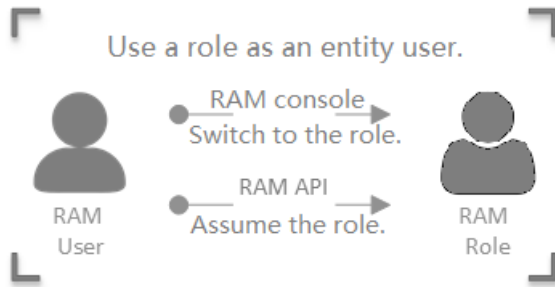 Use a role as an entity user.
RAM console
Switch to the role.
RAM API
Assume the role.
RAM
User
RAM
Role